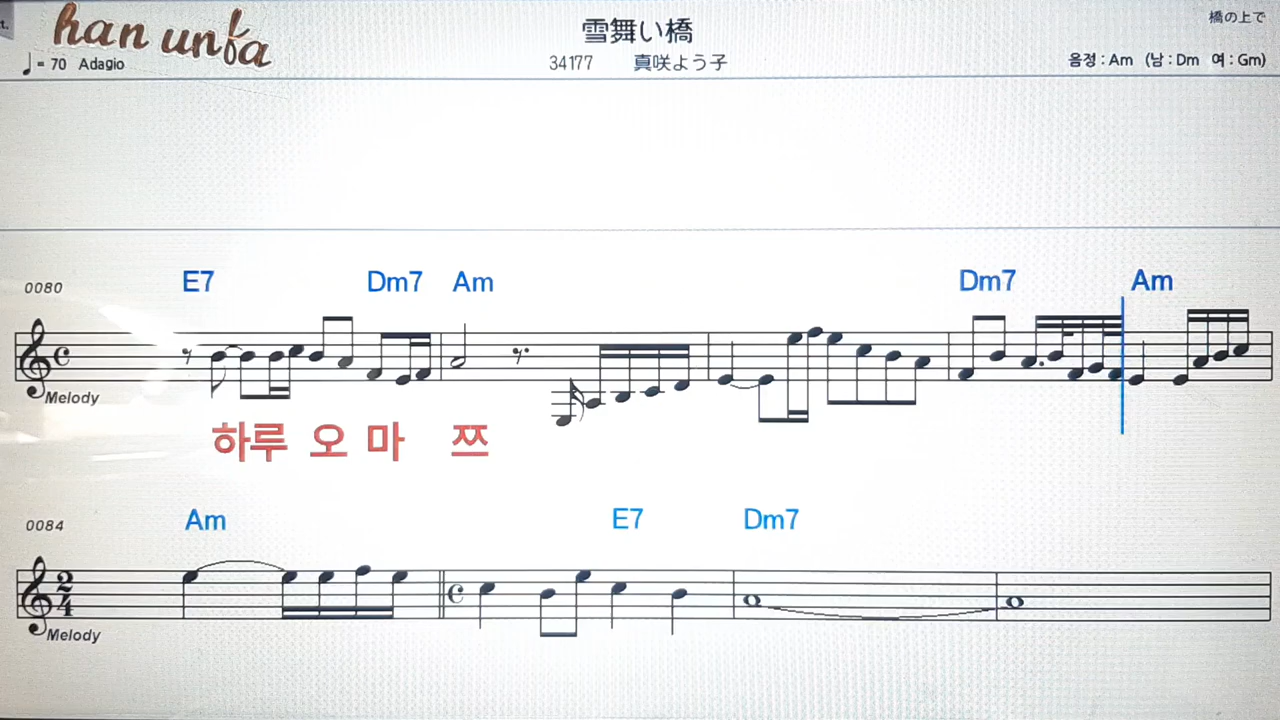 t.
han unfa
雪舞い橋
橋の上で
♩= 70 Adagio
34177 真咲よう子
음정 : Am (남 : Dm 여 : Gm)
0080 E7 Dm7 Am Dm7 Am
Melody
하루 오 마 쯔
0084 Am E7 Dm7
2
4
Melody